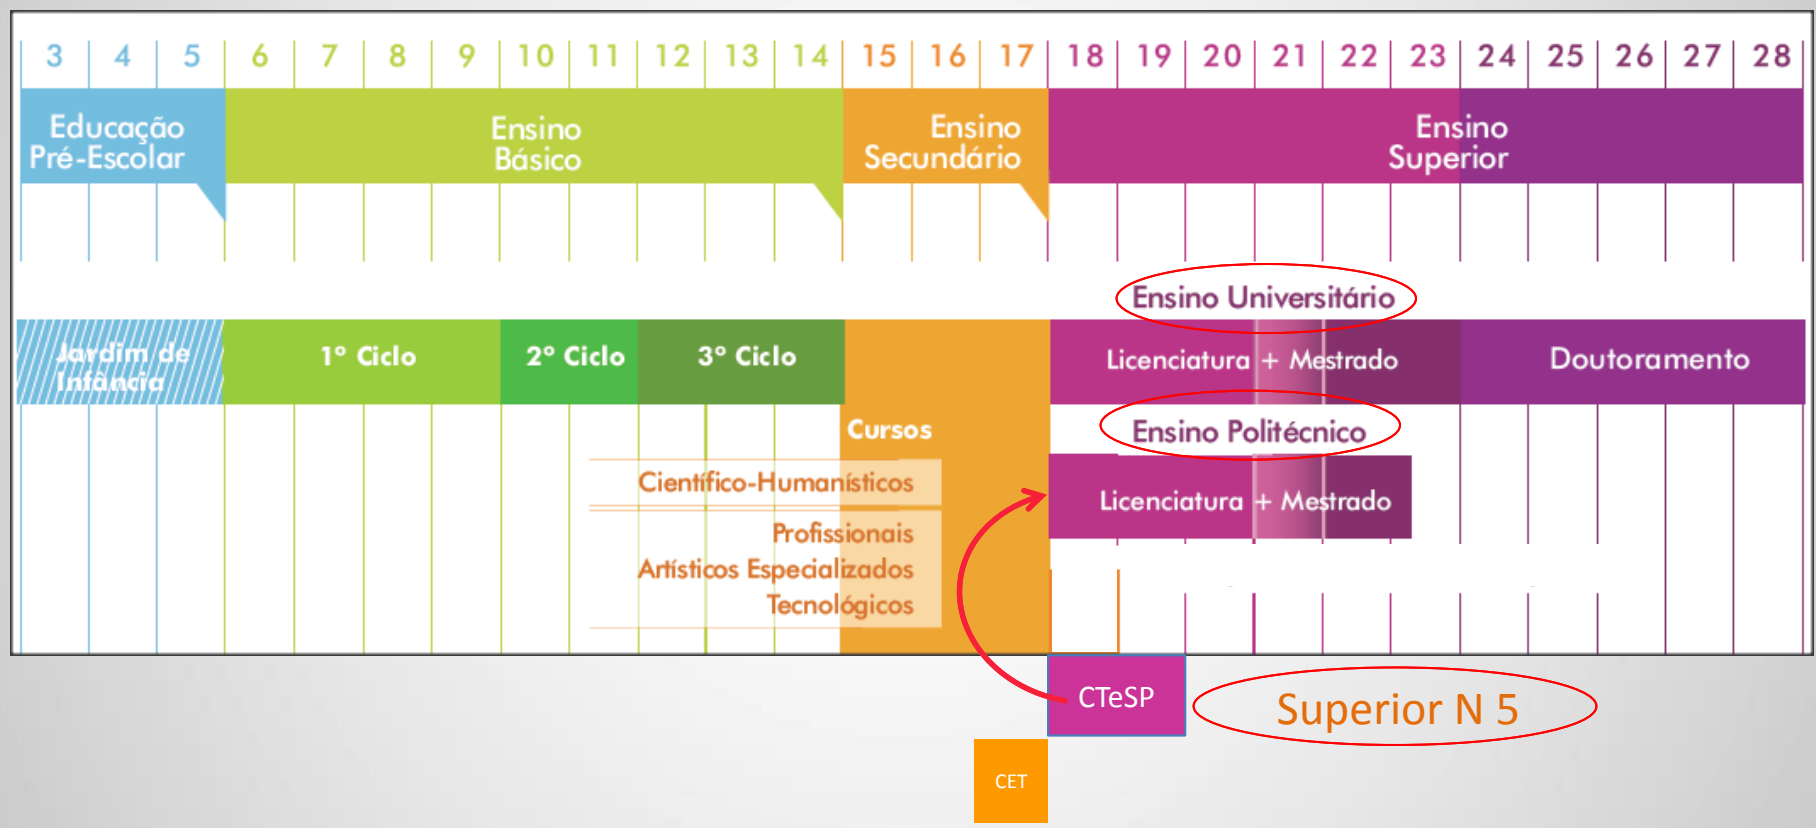 3 4 5 6 7 8 9 10 11 12 13 14 15 16 17 18 19 20 21 22 23 24 25 26 27 28
Educação
Pré-Escolar
Ensino
Básico
Ensino
Secundário
Ensino
Superior
Ensino Universitário
Jardim de
Infância
1º Ciclo
2º Ciclo
3º Ciclo
Licenciatura + Mestrado
Doutoramento
Cursos
Ensino Politécnico
Científico-Humanísticos
Licenciatura + Mestrado
Profissionais
Artísticos Especializados
Tecnológicos
CTeSP
Superior N 5
CET